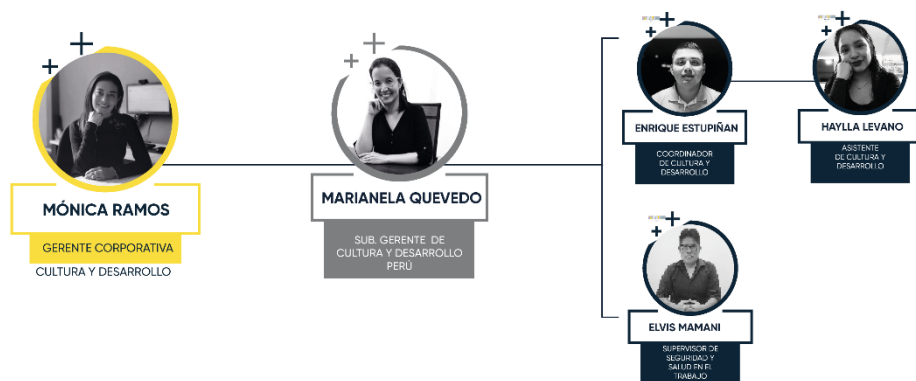 MÓNICA RAMOS
GERENTE CORPORATIVA
CULTURA Y DESARROLLO
MARIANELA QUEVEDO
SUB. GERENTE DE
CULTURA Y DESARROLLO
PERÚ
ENRIQUE ESTUPIÑAN
COORDINADOR
DE CULTURA Y
DESARROLLO
HAYLLA LEVANO
ASISTENTE
DE CULTURA Y
DESARROLLO
ELVIS MAMANI
SUPERVISOR DE
SEGURIDAD Y
SALUD EN EL
TRABAJO